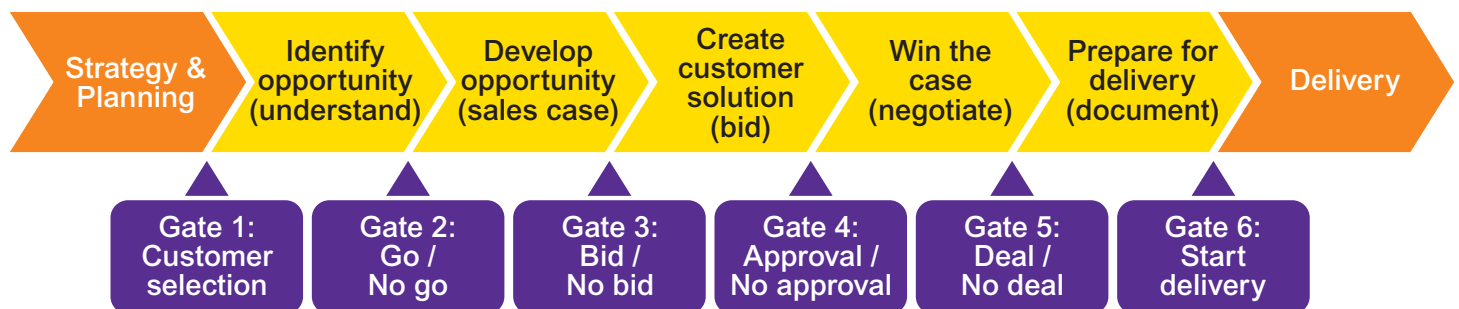 Strategy &
Planning
Identify
opportunity
(understand)
Develop
opportunity
(sales case)
Create
customer
solution
(bid)
Win the
case
(negotiate)
Prepare for
delivery
(document)
Delivery
Gate 1:
Customer
selection
Gate 2:
Go /
No go
Gate 3:
Bid /
No bid
Gate 4:
Approval /
No approval
Gate 5:
Deal /
No deal
Gate 6:
Start
delivery